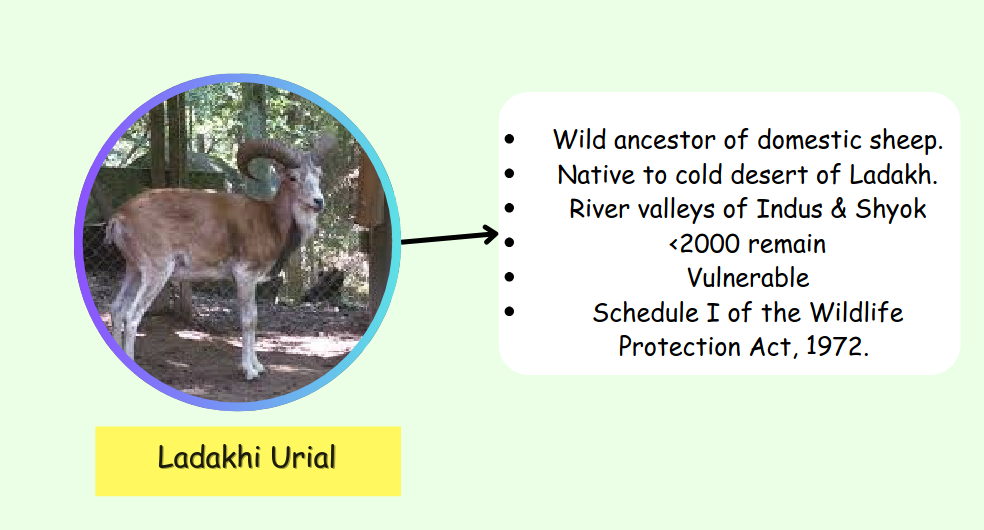 Wild ancestor of domestic sheep.
Native to cold desert of Ladakh.
River valleys of Indus & Shyok
<2000 remain
Vulnerable
Schedule I of the Wildlife
Protection Act, 1972.
Ladakhi Urial